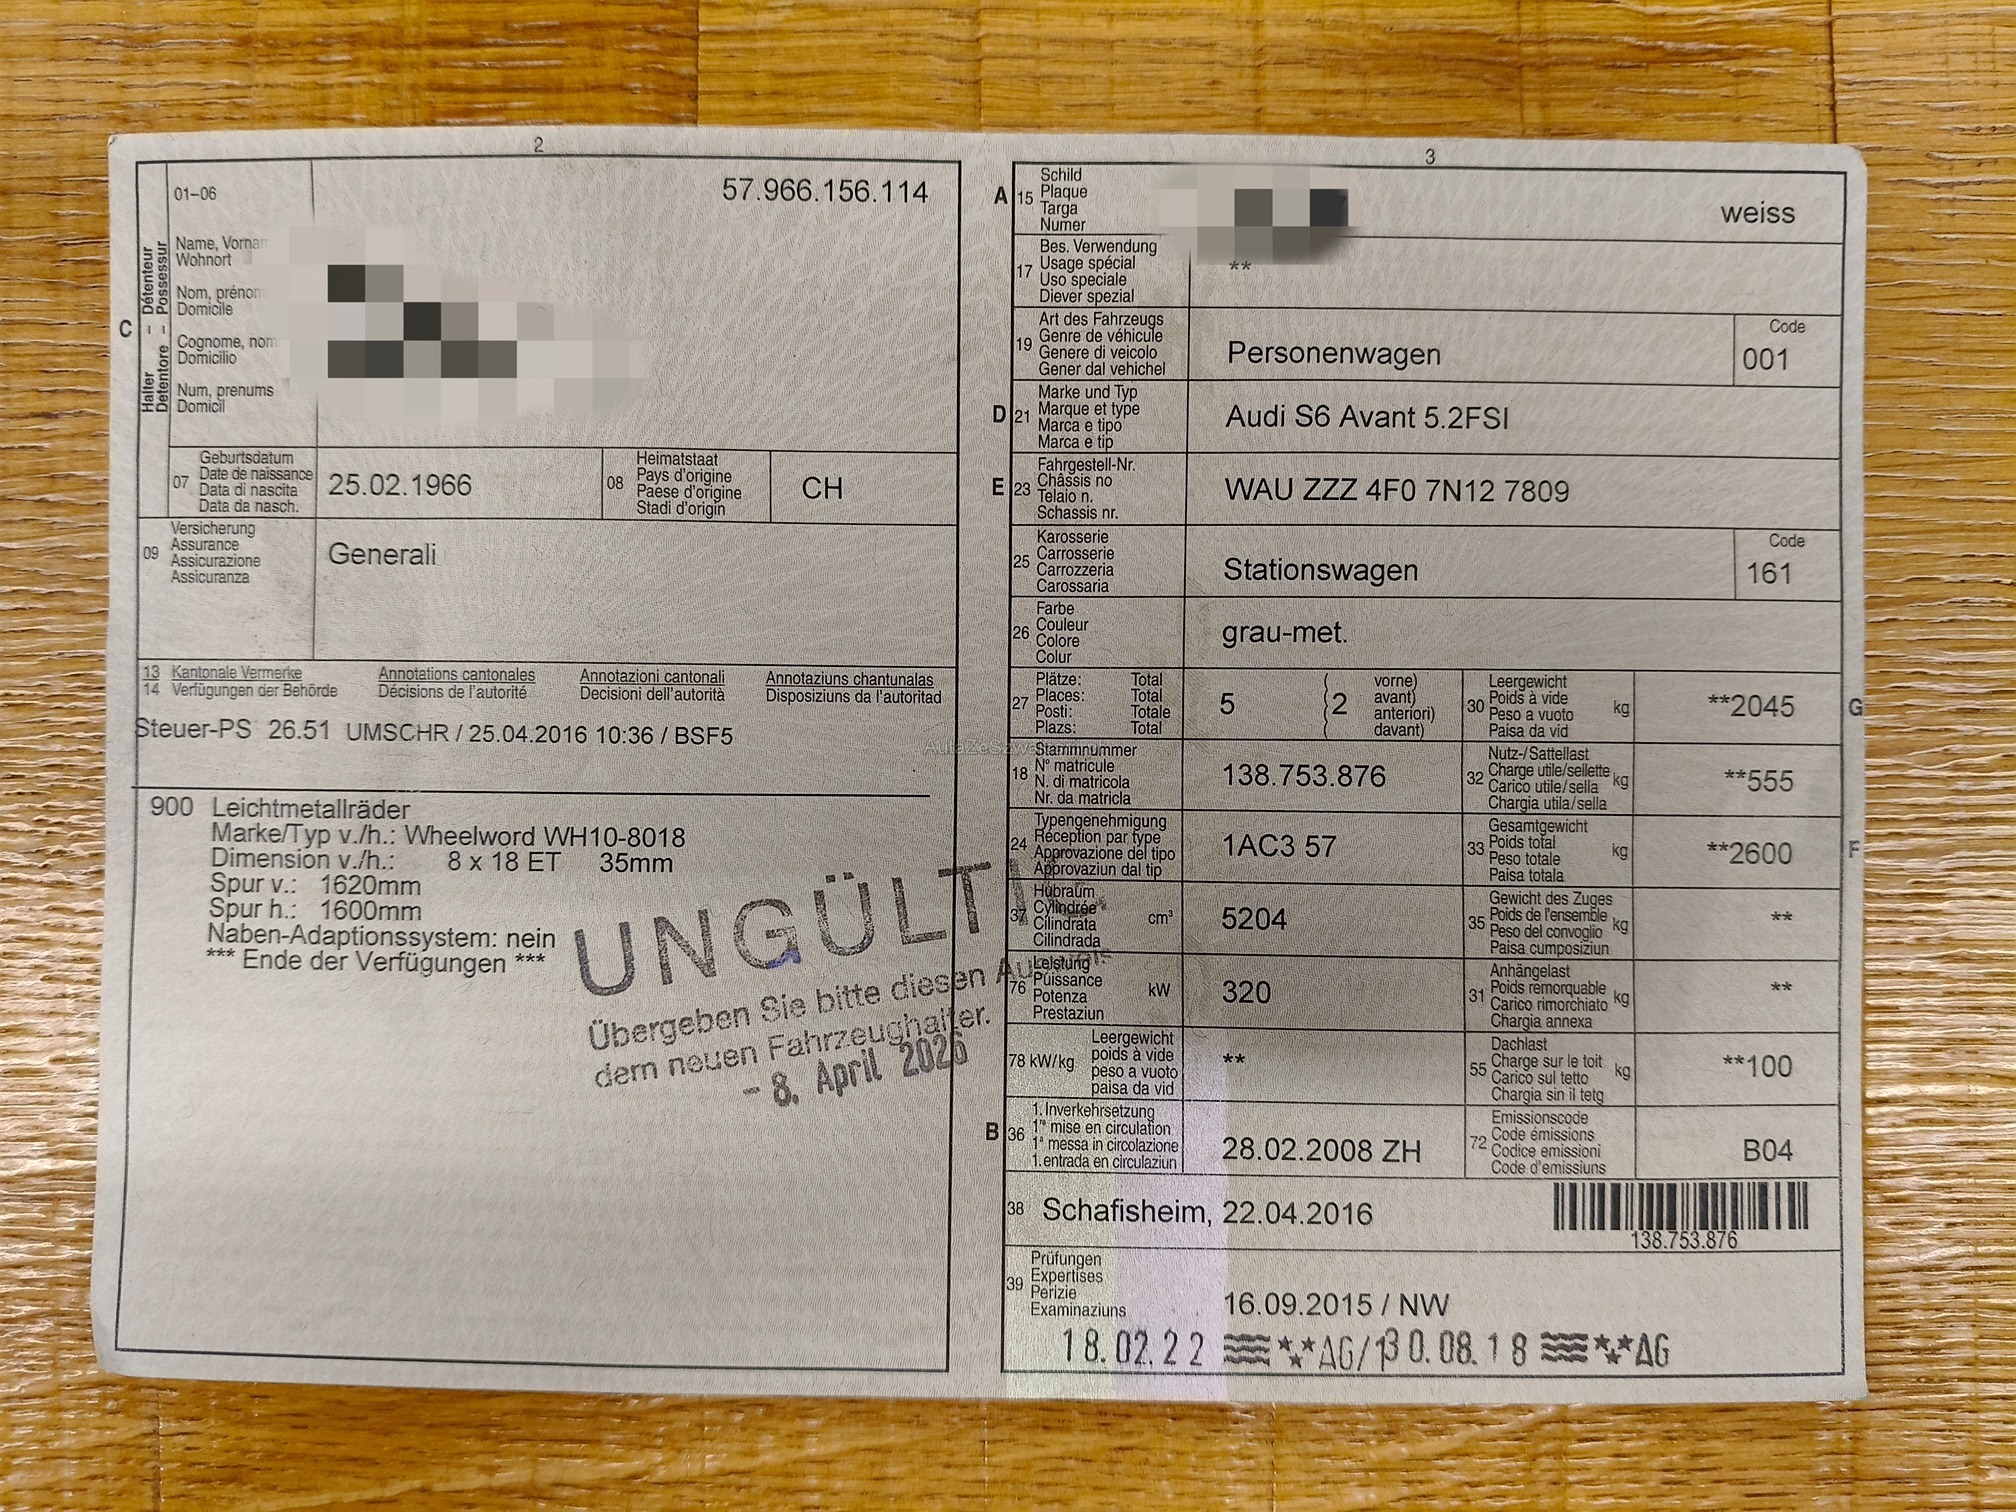 2
01–06
57.966.156.114
Halter – Détenteur
Detentore – Possessur
C
Name,
Wohnort
Nom,
Domicile
Cognome,
Domicilio
Num, prenums
Domicil
07
Geburtsdatum
Date de naissance
Data di nascita
Data da nasch.
25.02.1966
08
Heimatstaat
Pays d'origine
Paese d'origine
Stadi d'origin
CH
09
Versicherung
Assurance
Assicurazione
Assicuranza
Generali
13 Kantonale Vermerke Annotations cantonales Annotazioni cantonali Annotaziuns chantunalas
14 Verfügungen der Behörde Décisions de l'autorité Decisioni dell'autorità Disposiziuns da l'autoritad
Steuer-PS 26.51 UMSCHR / 25.04.2016 10:36 / BSF5
900 Leichtmetallräder
Marke/Typ v./h.: Wheelword WH10-8018
Dimension v./h.: 8 x 18 ET 35mm
Spur v.: 1620mm
Spur h.: 1600mm
Naben-Adaptionssystem: nein
*** Ende der Verfügungen ***
Übergeben Sie bitte diesen
dem neuen Fahrzeughalter.
- 8. April
3
A
15
Schild
Plaque
Targa
Numer
weiss
17
Bes. Verwendung
Usage spécial
Uso speciale
Diever spezial
**
19
Art des Fahrzeugs
Genre de véhicule
Genere di veicolo
Gener dal vehichel
Personenwagen
Code
001
D
21
Marke und Typ
Marque et type
Marca e tipo
Marca e tip
Audi S6 Avant 5.2FSI
E
23
Fahrgestell-Nr.
Châssis no
Telaio n.
Schassis nr.
WAU ZZZ 4F0 7N12 7809
25
Karosserie
Carrosserie
Carrozzeria
Carossaria
Stationswagen
Code
161
26
Farbe
Couleur
Colore
Colur
grau-met.
27
Plätze: Total
Places: Total
Posti: Totale
Plazs: Total
5
(2
vorne)
avant)
anteriori)
davant)
30
Leergewicht
Poids à vide
Peso a vuoto
Paisa da vid
kg
**2045
G
18
Stammnummer
N° matricule
N. di matricola
Nr. da matricla
138.753.876
32
Nutz-/Sattellast
Charge utile/sellette
Carico utile/sella
Chargia utila/sella
kg
**555
24
Typengenehmigung
Réception par type
Approvazione del tipo
Approvaziun dal tip
1AC3 57
33
Gesamtgewicht
Poids total
Peso totale
Paisa totala
kg
**2600
F
37
Hubraum
Cylindrée
Cilindrata
Cilindrada
cm³
5204
35
Gewicht des Zuges
Poids de l'ensemble
Peso del convoglio
Paisa cumposiziun
kg
**
76
Leistung
Puissance
Potenza
Prestaziun
kW
320
31
Anhängelast
Poids remorquable
Carico rimorchiato
Chargia annexa
kg
**
78 kW/kg
Leergewicht
poids à vide
peso a vuoto
paisa da vid
**
55
Dachlast
Charge sur le toit
Carico sul tetto
Chargia sin il tetg
kg
**100
B
36
1. Inverkehrsetzung
1re mise en circulation
1a messa in circolazione
1. entrada en circulaziun
28.02.2008 ZH
72
Emissionscode
Code émissions
Codice emissioni
Code d'emissiuns
B04
38
Schafisheim, 22.04.2016
138.753.876
39
Prüfungen
Expertises
Perizie
Examinaziuns
16.09.2015 / NW
18.02.22 AG/ 30.08.18 AG